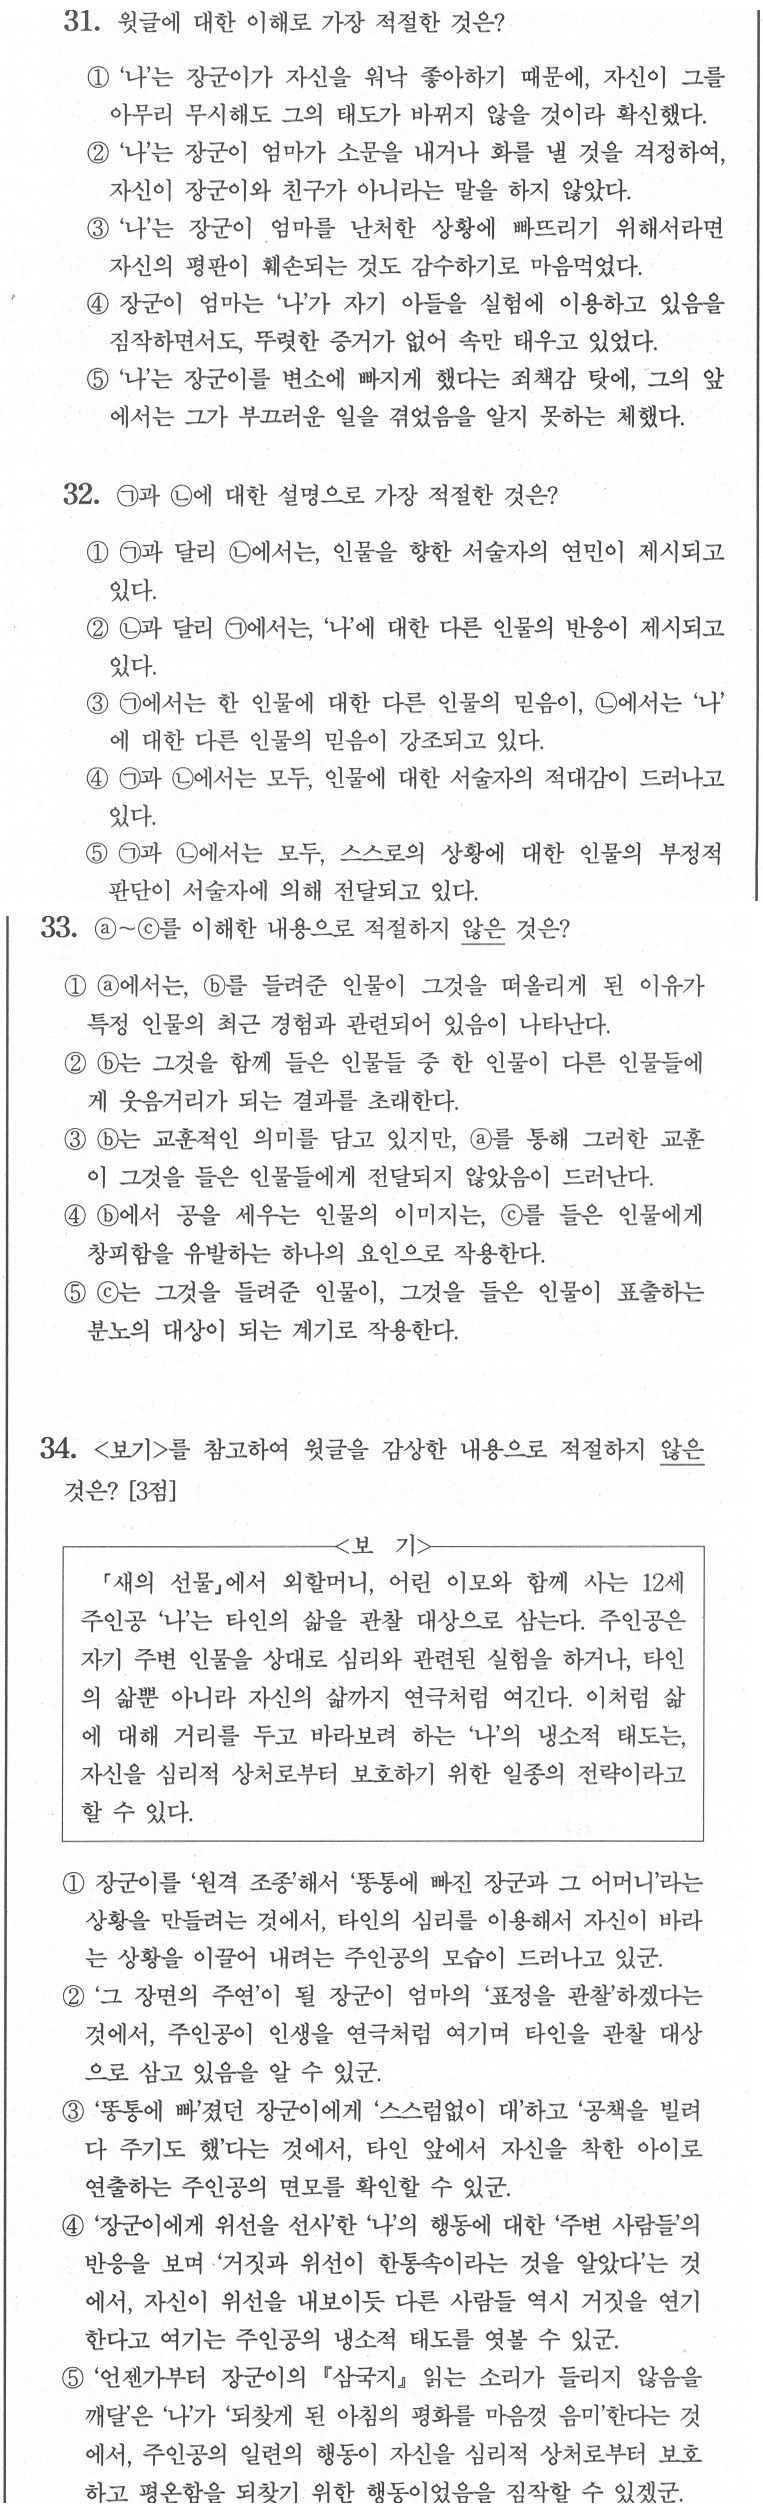 31. 윗글에 대한 이해로 가장 적절한 것은?
① ‘나’는 장군이가 자신을 워낙 좋아하기 때문에, 자신이 그를
아무리 무시해도 그의 태도가 바뀌지 않을 것이라 확신했다.
② ‘나’는 장군이 엄마가 소문을 내거나 화를 낼 것을 걱정하여,
자신이 장군이와 친구가 아니라는 말을 하지 않았다.
③ ‘나’는 장군이 엄마를 난처한 상황에 빠뜨리기 위해서라면
자신의 평판이 훼손되는 것도 감수하기로 마음먹었다.
④ 장군이 엄마는 ‘나’가 자기 아들을 실험에 이용하고 있음을
짐작하면서도, 뚜렷한 증거가 없어 속만 태우고 있었다.
⑤ ‘나’는 장군이를 변소에 빠지게 했다는 죄책감 탓에, 그의 앞
에서는 그가 부끄러운 일을 겪었음을 알지 못하는 체했다.
32. ㉠과 ㉡에 대한 설명으로 가장 적절한 것은?
① ㉠과 달리 ㉡에서는, 인물을 향한 서술자의 연민이 제시되고
있다.
② ㉡과 달리 ㉠에서는, ‘나’에 대한 다른 인물의 반응이 제시되고
있다.
③ ㉠에서는 한 인물에 대한 다른 인물의 믿음이, ㉡에서는 ‘나’
에 대한 다른 인물의 믿음이 강조되고 있다.
④ ㉠과 ㉡에서는 모두, 인물에 대한 서술자의 적대감이 드러나고
있다.
⑤ ㉠과 ㉡에서는 모두, 스스로의 상황에 대한 인물의 부정적
판단이 서술자에 의해 전달되고 있다.
33. ⓐ~ⓒ를 이해한 내용으로 적절하지 않은 것은?
① ⓐ에서는, ⓑ를 들려준 인물이 그것을 떠올리게 된 이유가
특정 인물의 최근 경험과 관련되어 있음이 나타난다.
② ⓑ는 그것을 함께 들은 인물들 중 한 인물이 다른 인물들에
게 웃음거리가 되는 결과를 초래한다.
③ ⓑ는 교훈적인 의미를 담고 있지만, ⓐ를 통해 그러한 교훈
이 그것을 들은 인물들에게 전달되지 않았음이 드러난다.
④ ⓑ에서 공을 세우는 인물의 이미지는, ⓒ를 들은 인물에게
창피함을 유발하는 하나의 요인으로 작용한다.
⑤ ⓒ는 그것을 들려준 인물이, 그것을 들은 인물이 표출하는
분노의 대상이 되는 계기로 작용한다.
34. <보기>를 참고하여 윗글을 감상한 내용으로 적절하지 않은
것은? [3점]
<보 기>
「새의 선물」에서 외할머니, 어린 이모와 함께 사는 12세
주인공 ‘나’는 타인의 삶을 관찰 대상으로 삼는다. 주인공은
자기 주변 인물을 상대로 심리와 관련된 실험을 하거나, 타인
의 삶뿐 아니라 자신의 삶까지 연극처럼 여긴다. 이처럼 삶
에 대해 거리를 두고 바라보려 하는 ‘나’의 냉소적 태도는,
자신을 심리적 상처로부터 보호하기 위한 일종의 전략이라고
할 수 있다.
① 장군이를 ‘원격 조종’해서 ‘똥통에 빠진 장군과 그 어머니’라는
상황을 만들려는 것에서, 타인의 심리를 이용해서 자신이 바라
는 상황을 이끌어 내려는 주인공의 모습이 드러나고 있군.
② ‘그 장면의 주연’이 될 장군이 엄마의 ‘표정을 관찰’하겠다는
것에서, 주인공이 인생을 연극처럼 여기며 타인을 관찰 대상
으로 삼고 있음을 알 수 있군.
③ ‘똥통에 빠’졌던 장군이에게 ‘스스럼없이 대’하고 ‘공책을 빌려
다 주기도 했’다는 것에서, 타인 앞에서 자신을 착한 아이로
연출하는 주인공의 면모를 확인할 수 있군.
④ ‘장군이에게 위선을 선사’한 ‘나’의 행동에 대한 ‘주변 사람들’의
반응을 보며 ‘거짓과 위선이 한통속이라는 것을 알았다’는 것
에서, 자신이 위선을 내보이듯 다른 사람들 역시 거짓을 연기
한다고 여기는 주인공의 냉소적 태도를 엿볼 수 있군.
⑤ ‘언젠가부터 장군이의 『삼국지』 읽는 소리가 들리지 않음을
깨달’은 ‘나’가 ‘되찾게 된 아침의 평화를 마음껏 음미’한다는 것
에서, 주인공의 일련의 행동이 자신을 심리적 상처로부터 보호
하고 평온함을 되찾기 위한 행동이었음을 짐작할 수 있겠군.